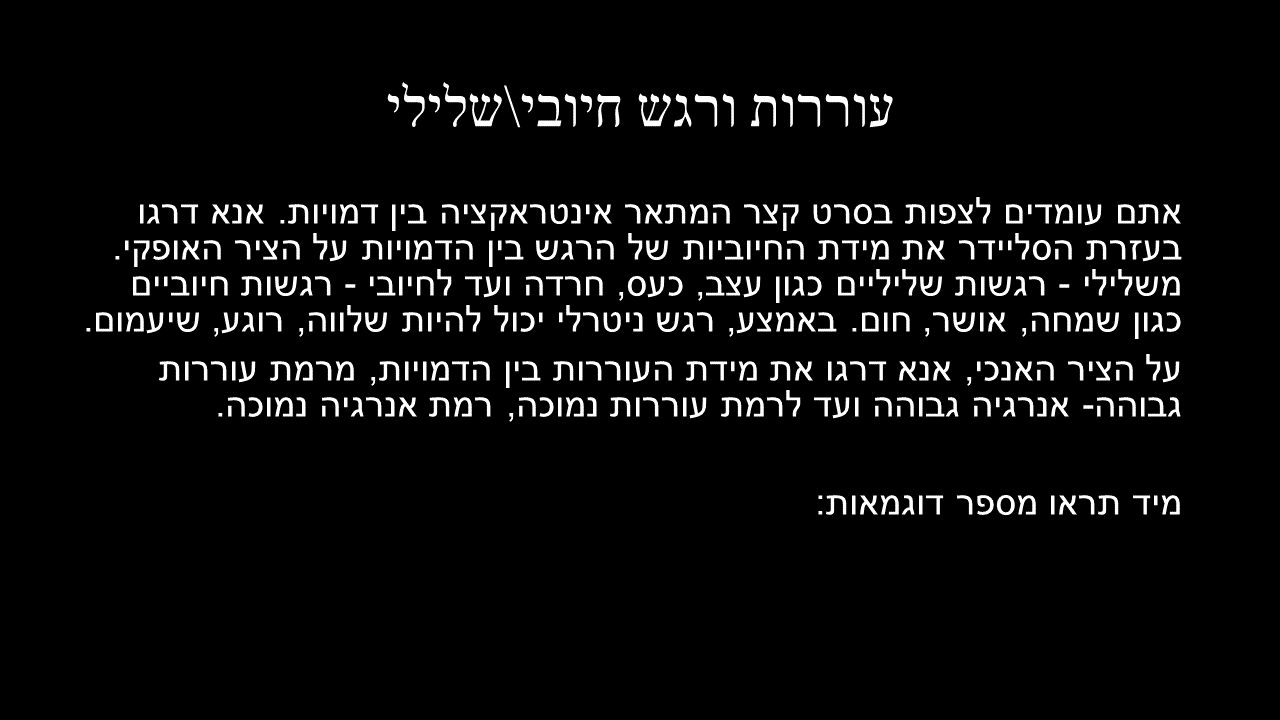 עוררות ורגש חיובי\שלילי
אתם עומדים לצפות בסרט קצר המתאר אינטראקציה בין דמויות. אנא דרגו
בעזרת הסליידר את מידת החיוביות של הרגש בין הדמויות על הציר האופקי.
משלילי - רגשות שליליים כגון עצב, כעס, חרדה ועד לחיובי - רגשות חיוביים
כגון שמחה, אושר, חום. באמצע, רגש ניטרלי יכול להיות שלווה, רוגע, שיעמום.
על הציר האנכי, אנא דרגו את מידת העוררות בין הדמויות, מרמת עוררות
גבוהה- אנרגיה גבוהה ועד לרמת עוררות נמוכה, רמת אנרגיה נמוכה.
מיד תראו מספר דוגמאות: